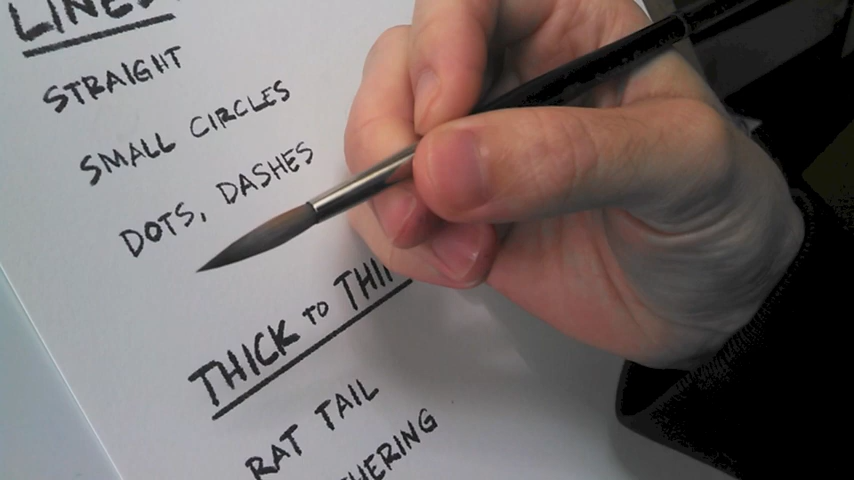 STRAIGHT
SMALL CIRCLES
DOTS, DASHES
THICK TO
RAT TAIL